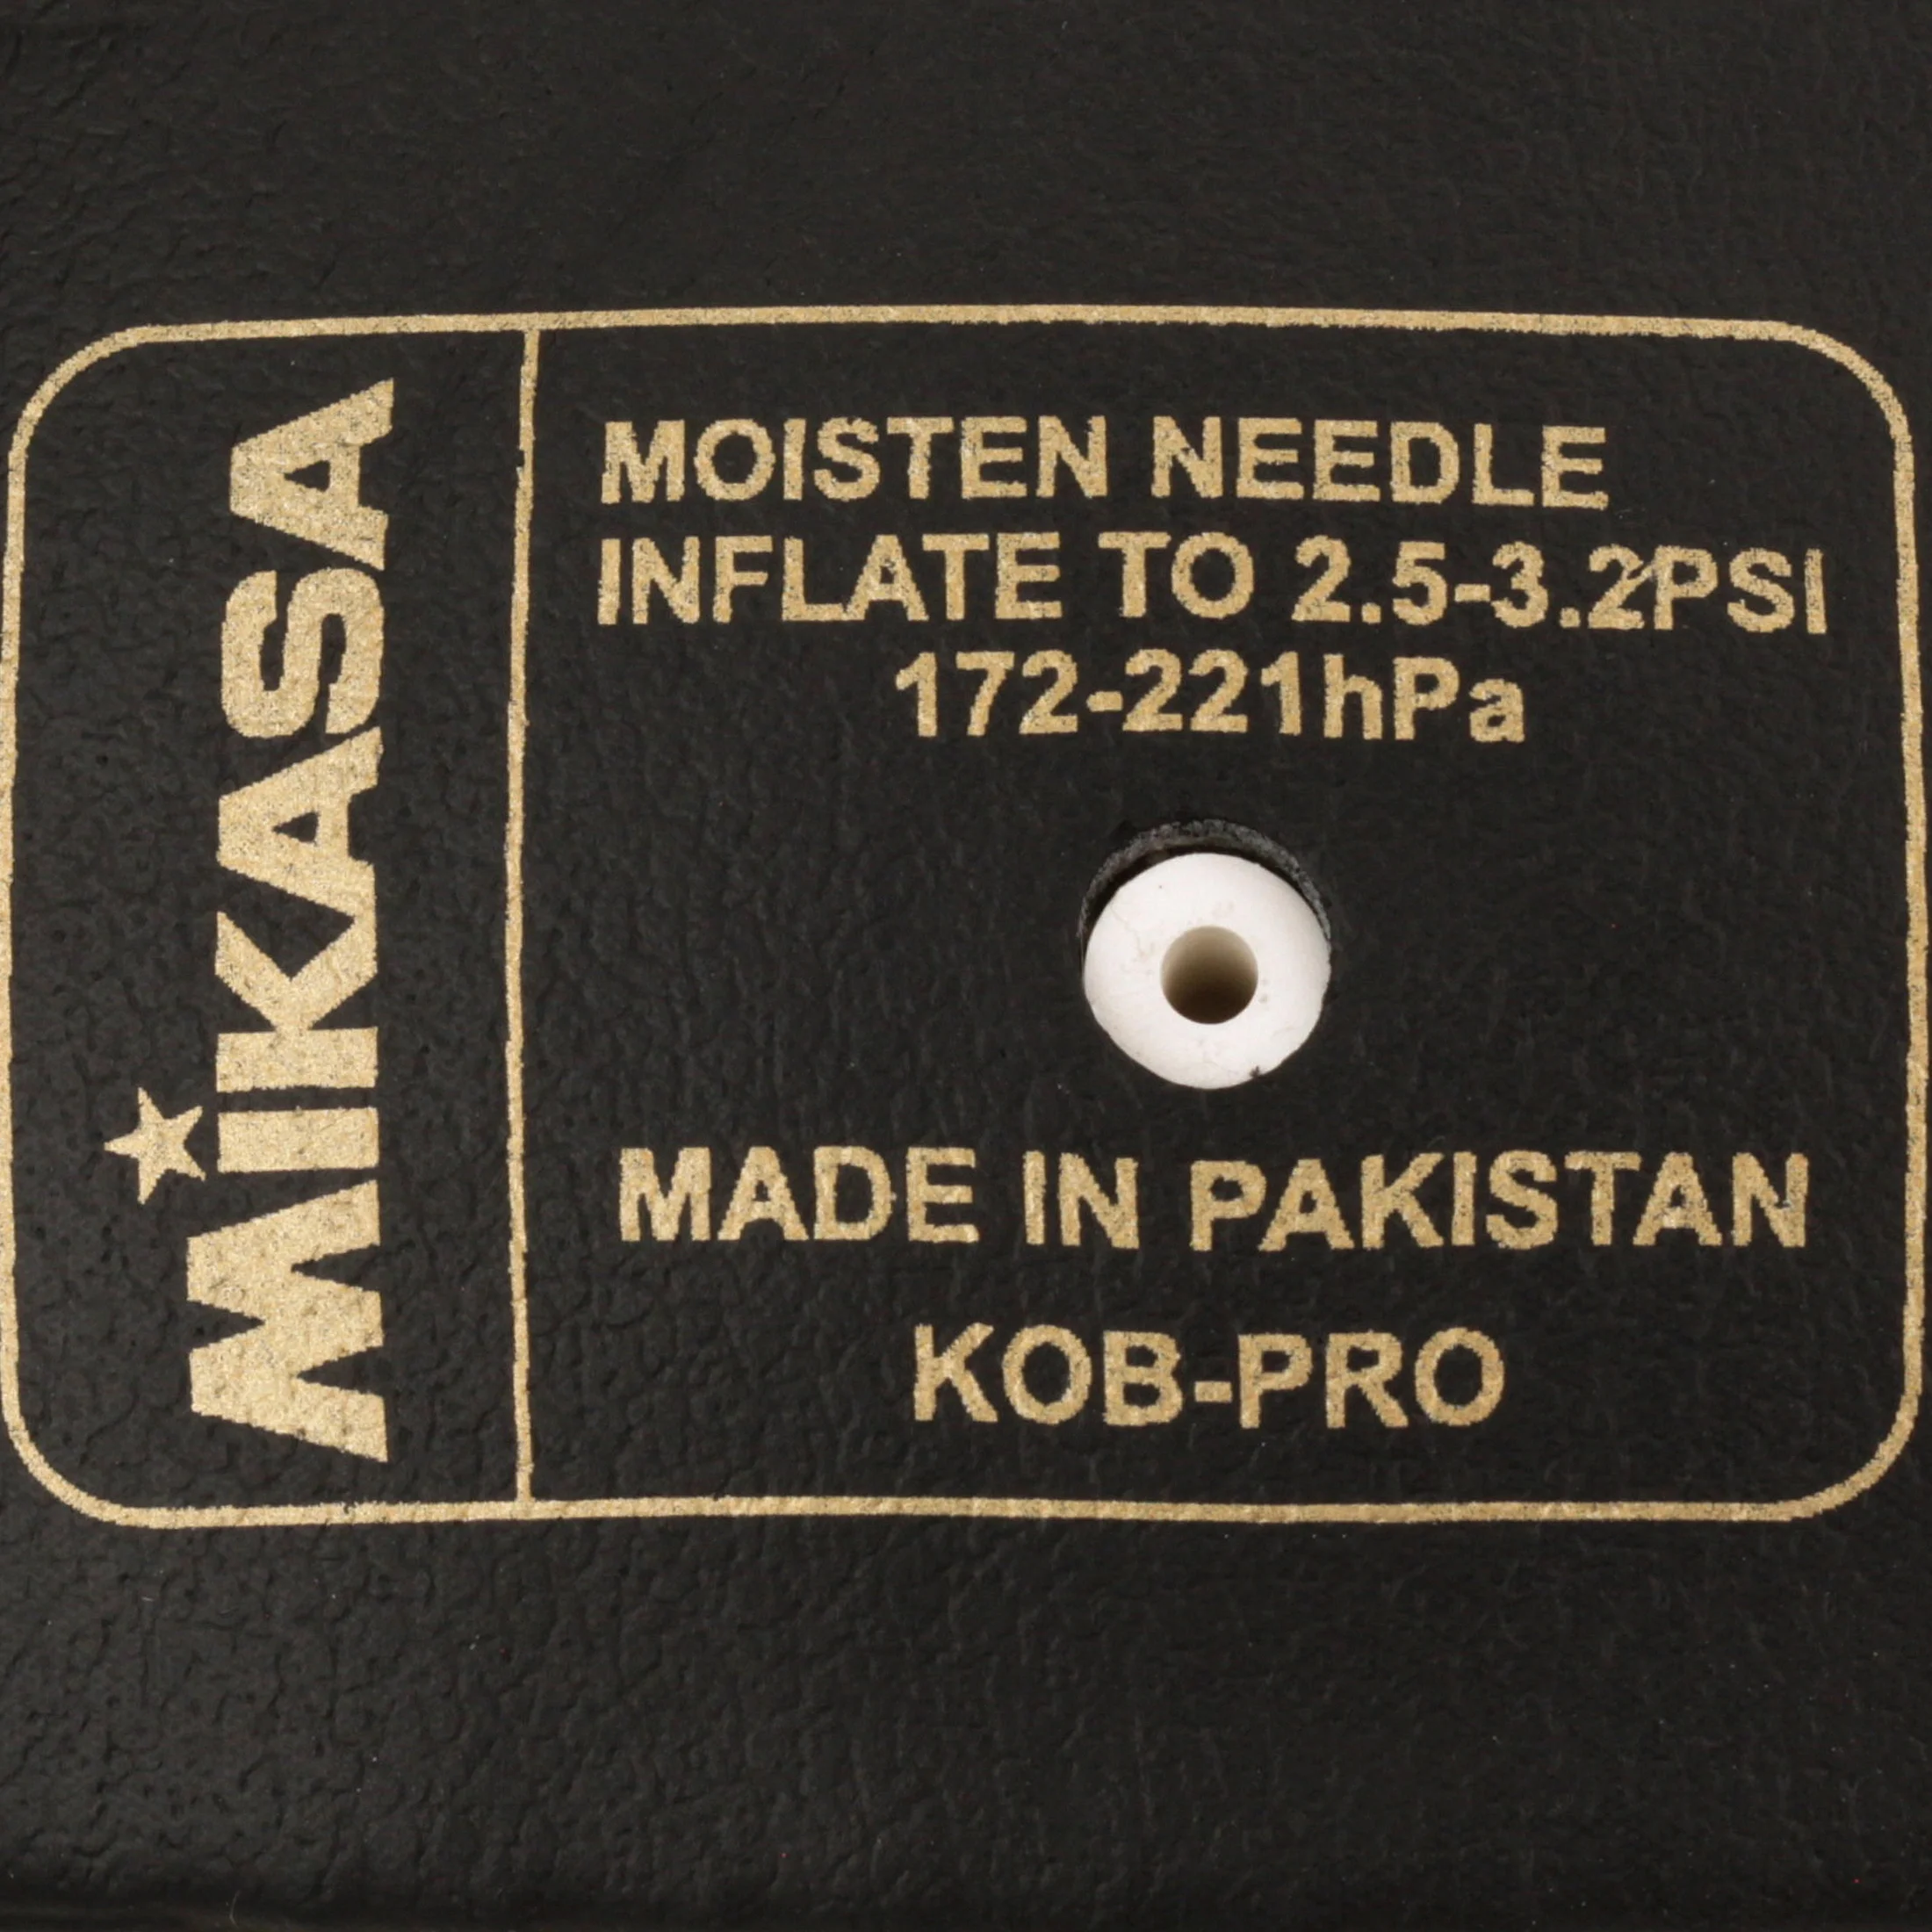 MIKASA
MOISTEN NEEDLE
INFLATE TO 2.5-3.2PSI
172-221hPa
MADE IN PAKISTAN
KOB-PRO